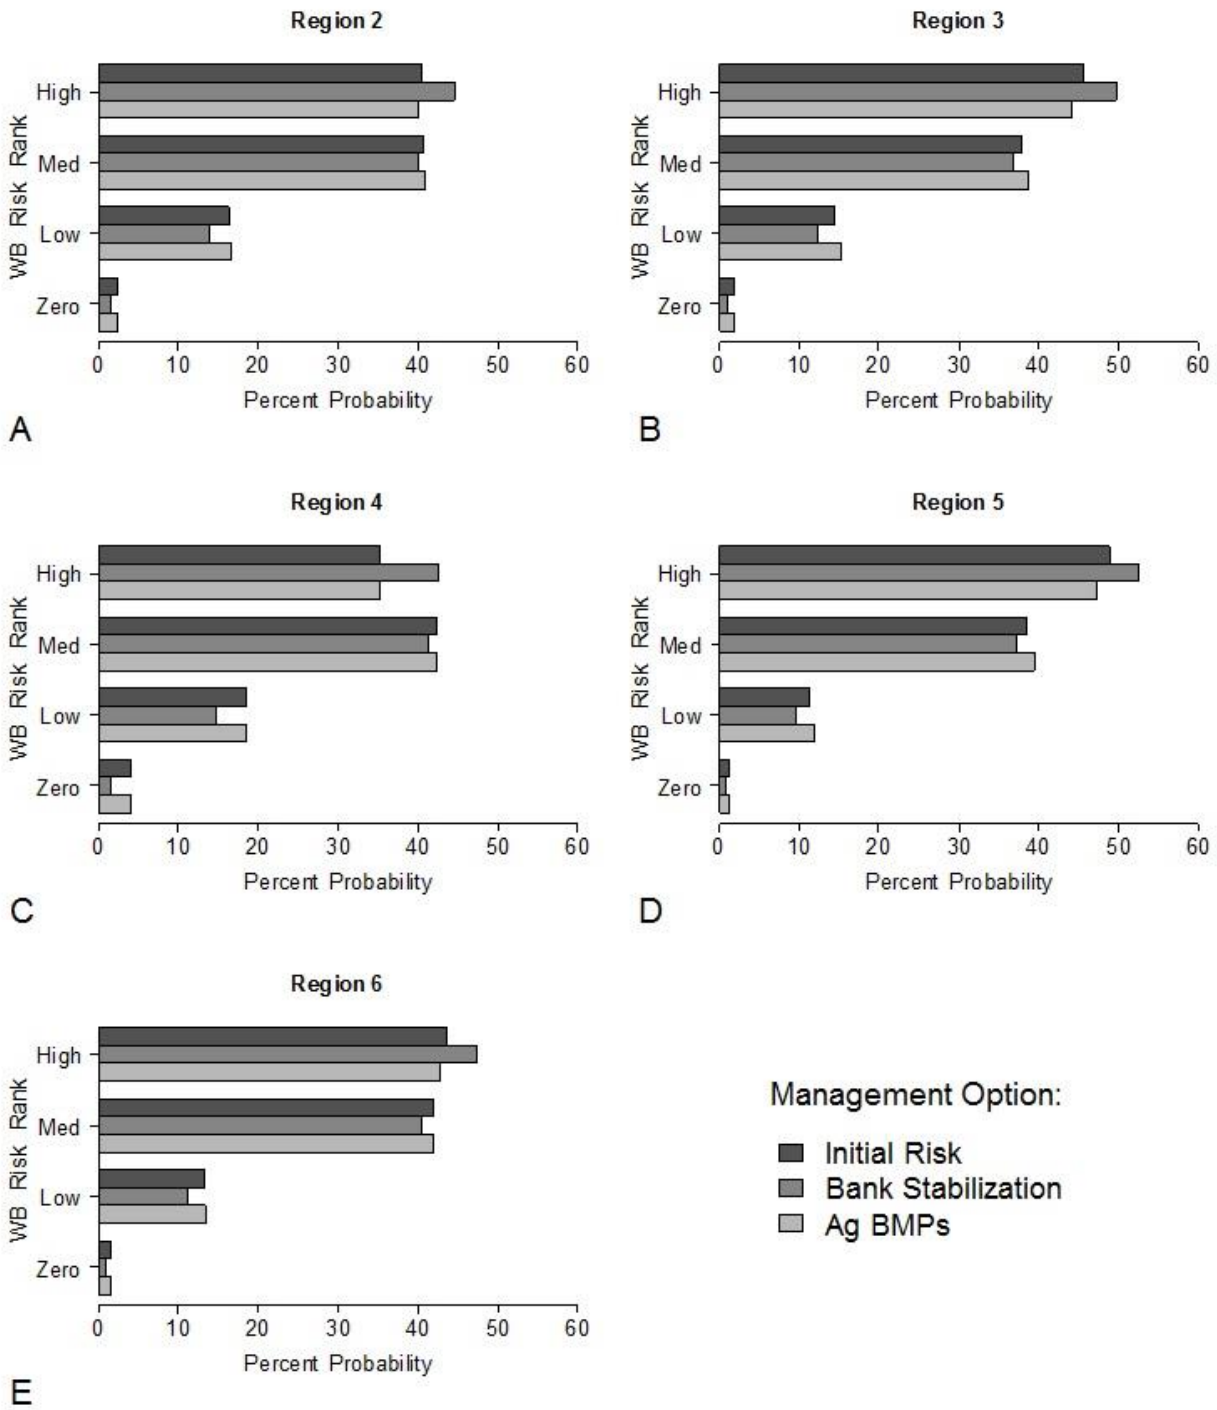 Region 2
WB Risk Rank
High
Med
Low
Zero
0 10 20 30 40 50 60
Percent Probability
A
Region 3
WB Risk Rank
High
Med
Low
Zero
0 10 20 30 40 50 60
Percent Probability
B
Region 4
WB Risk Rank
High
Med
Low
Zero
0 10 20 30 40 50 60
Percent Probability
C
Region 5
WB Risk Rank
High
Med
Low
Zero
0 10 20 30 40 50 60
Percent Probability
D
Region 6
WB Risk Rank
High
Med
Low
Zero
0 10 20 30 40 50 60
Percent Probability
E
Management Option:
Initial Risk
Bank Stabilization
Ag BMPs